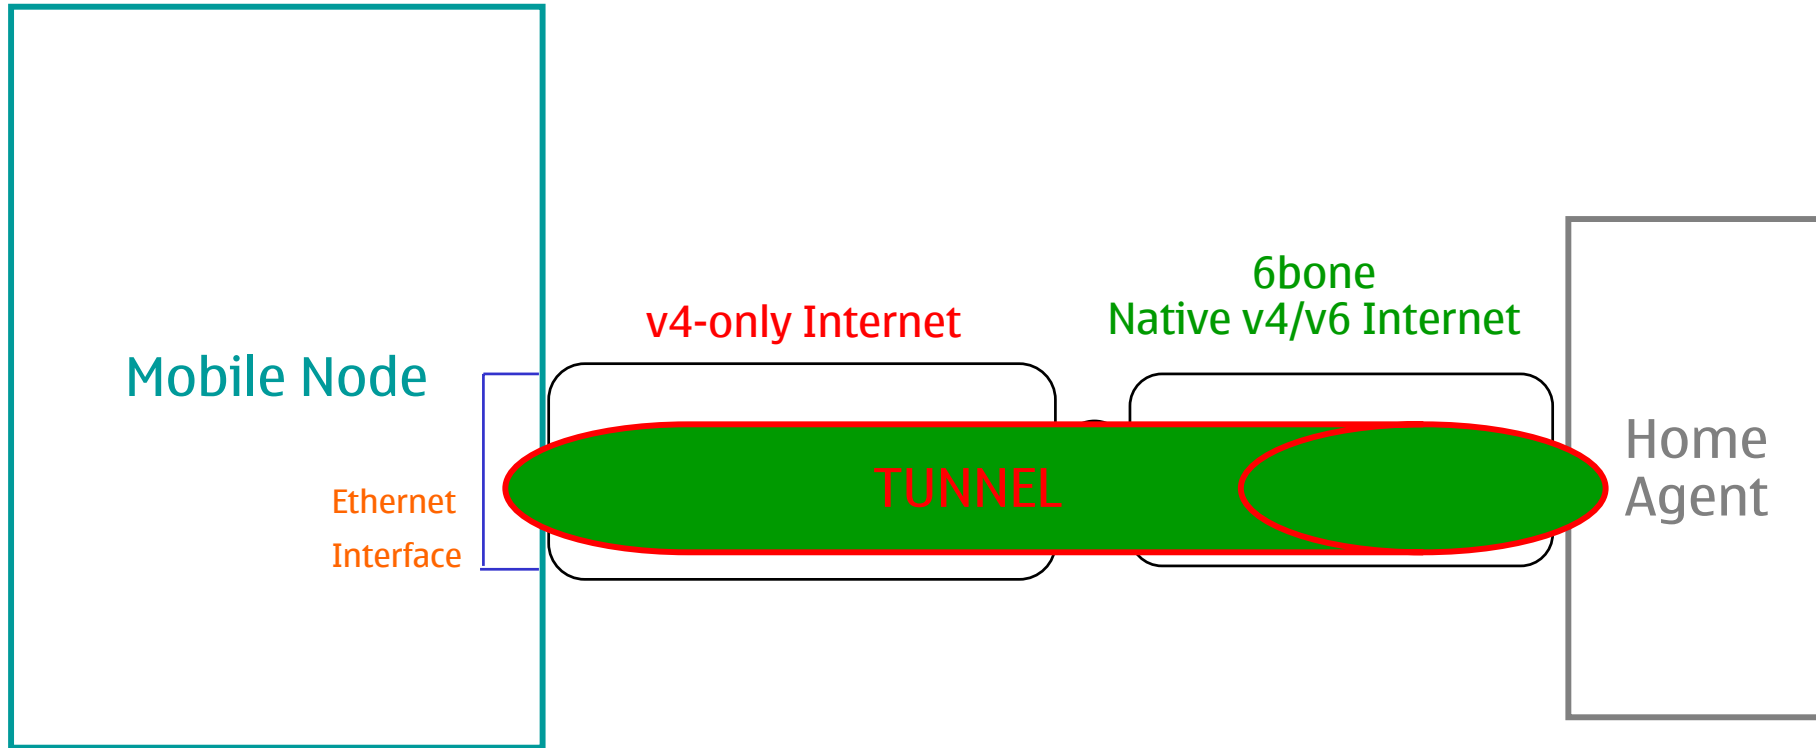 6bone
Native v4/v6 Internet
v4-only Internet
Mobile Node
Home
Agent
TUNNEL
Ethernet
Interface